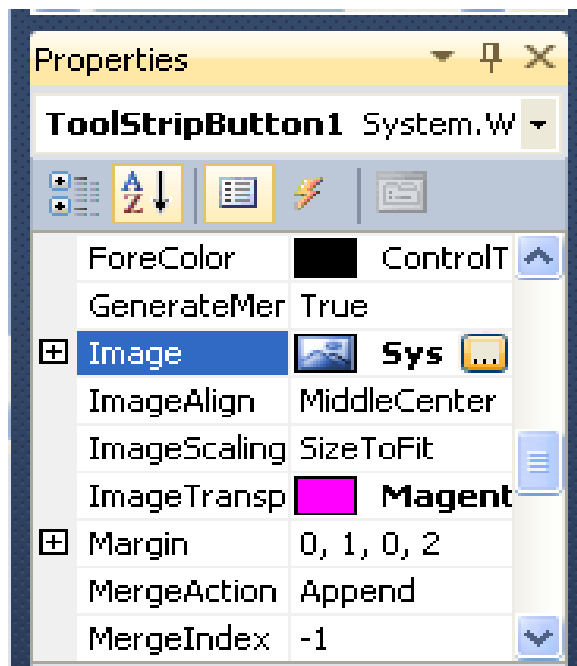 Properties
ToolStripButton1 System.W
ForeColor ControlT
GenerateMer True
Image Sys ...
ImageAlign MiddleCenter
ImageScaling SizeToFit
ImageTransp Magent
Margin 0, 1, 0, 2
MergeAction Append
MergeIndex -1